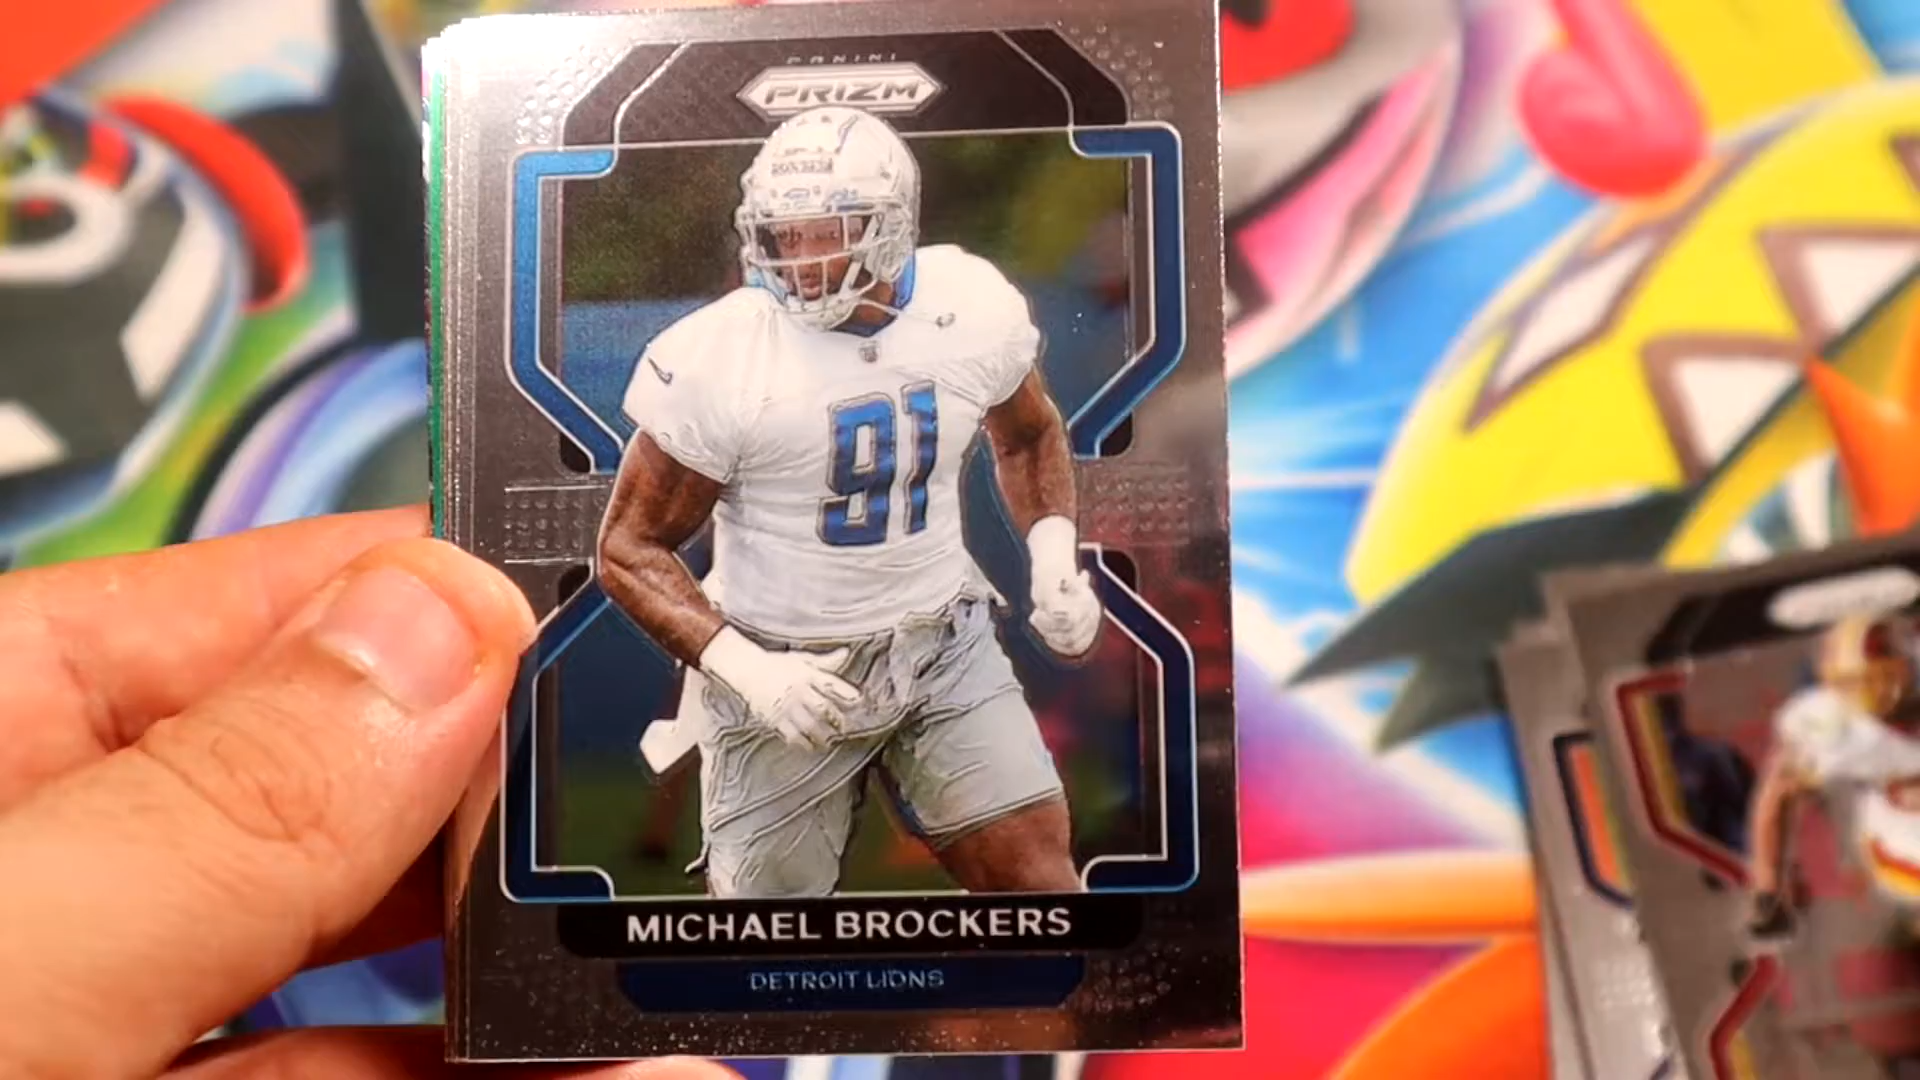 PANINI
PRIZM
91
MICHAEL BROCKERS
DETROIT LIONS